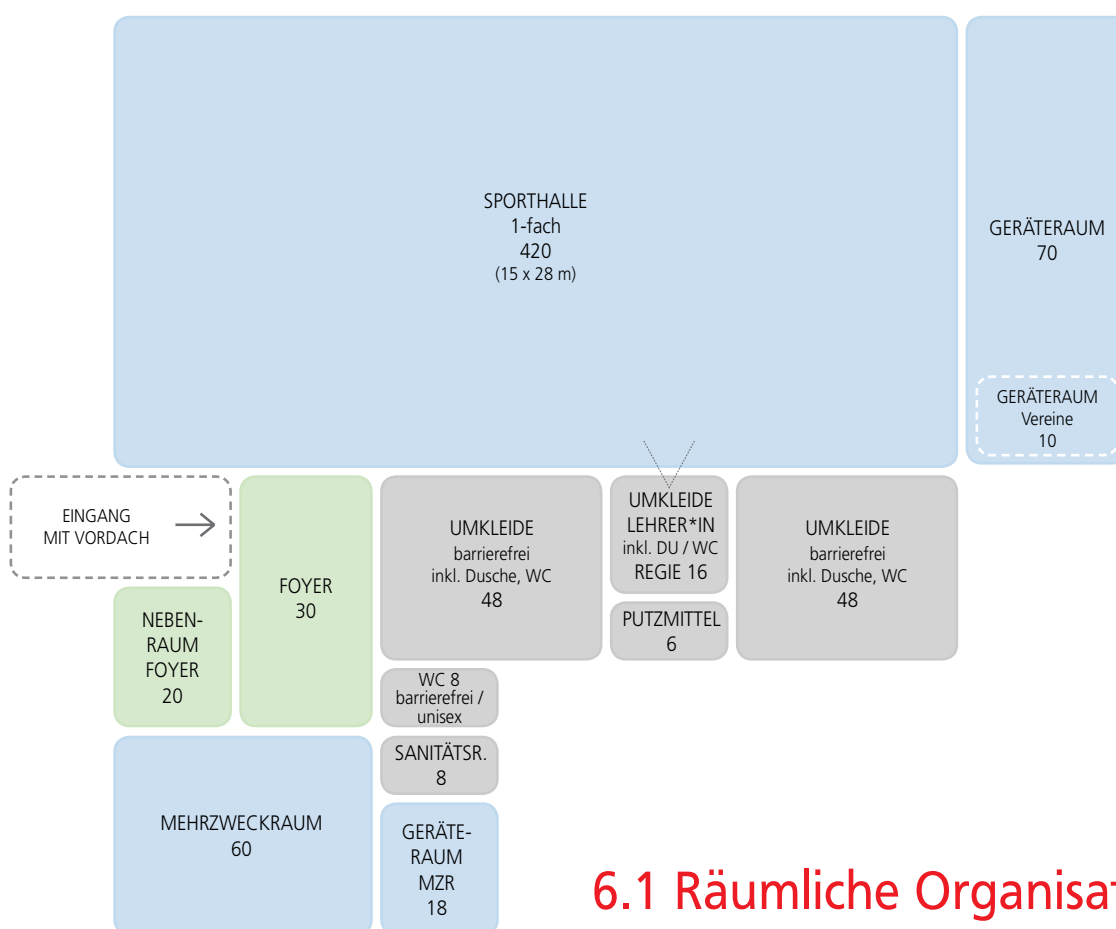 SPORTHALLE
1-fach
420
(15 x 28 m)
GERÄTERAUM
70
GERÄTERAUM
Vereine
10
EINGANG
MIT VORDACH
FOYER
30
NEBEN-
RAUM
FOYER
20
UMKLEIDE
barrierefrei
inkl. Dusche, WC
48
UMKLEIDE
LEHRER*IN
inkl. DU / WC
REGIE 16
PUTZMITTEL
6
UMKLEIDE
barrierefrei
inkl. Dusche, WC
48
WC 8
barrierefrei /
unisex
SANITÄTSR.
8
MEHRZWECKRAUM
60
GERÄTE-
RAUM
MZR
18
6.1 Räumliche Organisat